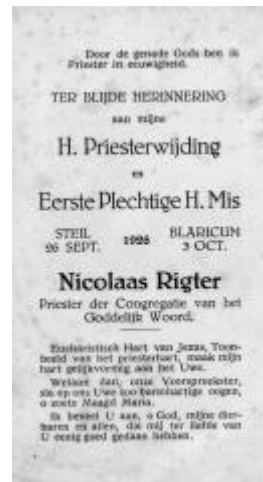 Door de genade Gods ben ik
Priester in eeuwigheid.
TER BLIJDE HERINNERING
aan mijne
H. Priesterwijding
en
Eerste Plechtige H. Mis
STEIL
26 SEPT.
1926
BLARICUM
3 OCT.
Nicolaas Rigter
Priester der Congregatie van het
Goddelijk Woord.
Eucharistisch Hart van Jezus, Toon-
beeld van het priesterhart, maak mijn
hart gelijkvormig aan het Uwe.
Welaan dan, onze Voorspreekster,
sla op ons Uwe zoo barmhartige oogen,
o zoete Maagd Maria.
Ik beveel U aan, o God, mijne dier-
baren en allen, die mij ter liefde van
U eenig goed gedaan hebben.